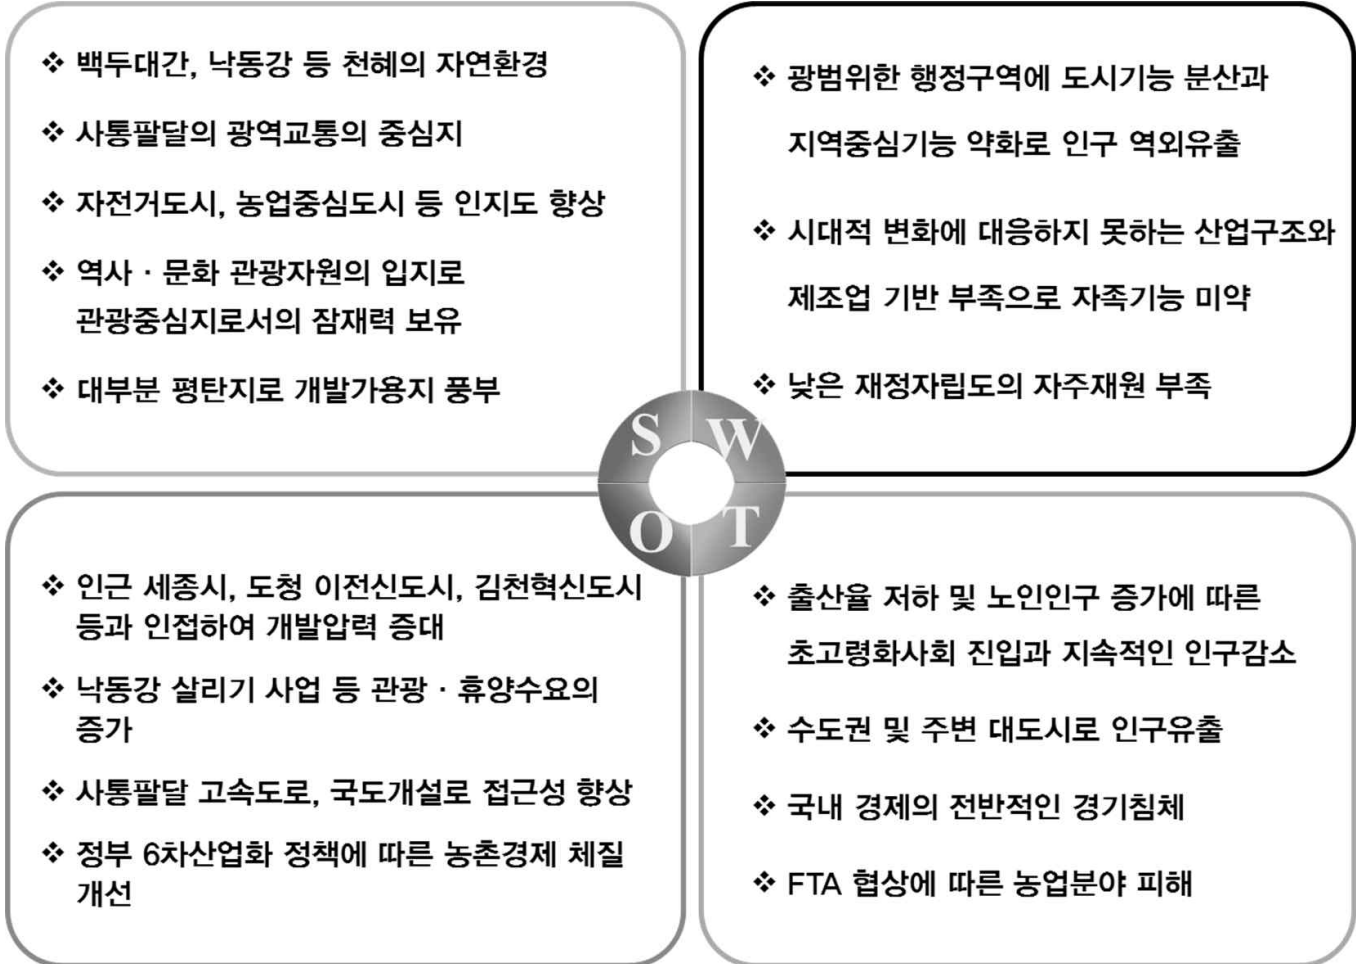 ❖ 백두대간, 낙동강 등 천혜의 자연환경
❖ 사통팔달의 광역교통의 중심지
❖ 자전거도시, 농업중심도시 등 인지도 향상
❖ 역사 · 문화 관광자원의 입지로
관광중심지로서의 잠재력 보유
❖ 대부분 평탄지로 개발가용지 풍부
❖ 광범위한 행정구역에 도시기능 분산과
지역중심기능 약화로 인구 역외유출
❖ 시대적 변화에 대응하지 못하는 산업구조와
제조업 기반 부족으로 자족기능 미약
❖ 낮은 재정자립도의 자주재원 부족
S W
O T
❖ 인근 세종시, 도청 이전신도시, 김천혁신도시
등과 인접하여 개발압력 증대
❖ 낙동강 살리기 사업 등 관광 · 휴양수요의
증가
❖ 사통팔달 고속도로, 국도개설로 접근성 향상
❖ 정부 6차산업화 정책에 따른 농촌경제 체질
개선
❖ 출산율 저하 및 노인인구 증가에 따른
초고령화사회 진입과 지속적인 인구감소
❖ 수도권 및 주변 대도시로 인구유출
❖ 국내 경제의 전반적인 경기침체
❖ FTA 협상에 따른 농업분야 피해